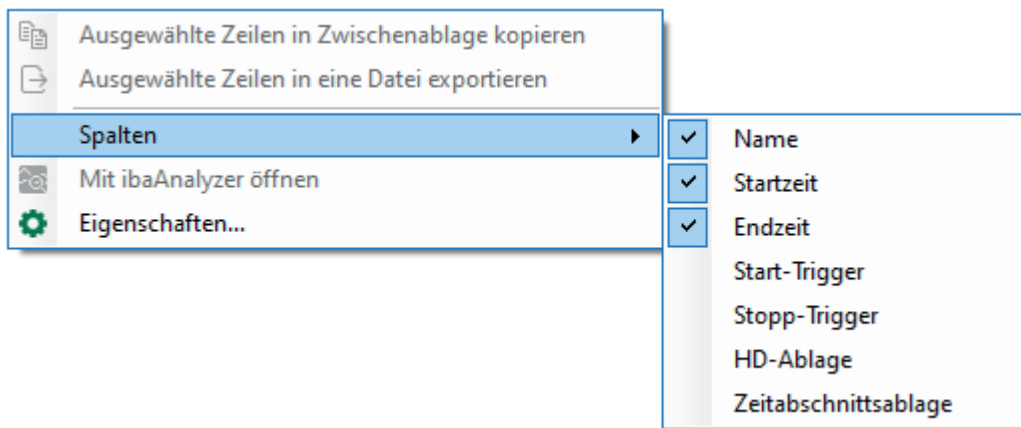 Ausgewählte Zeilen in Zwischenablage kopieren
Ausgewählte Zeilen in eine Datei exportieren
Spalten
Mit ibaAnalyzer öffnen
Eigenschaften...
Name
Startzeit
Endzeit
Start-Trigger
Stopp-Trigger
HD-Ablage
Zeitabschnittsablage